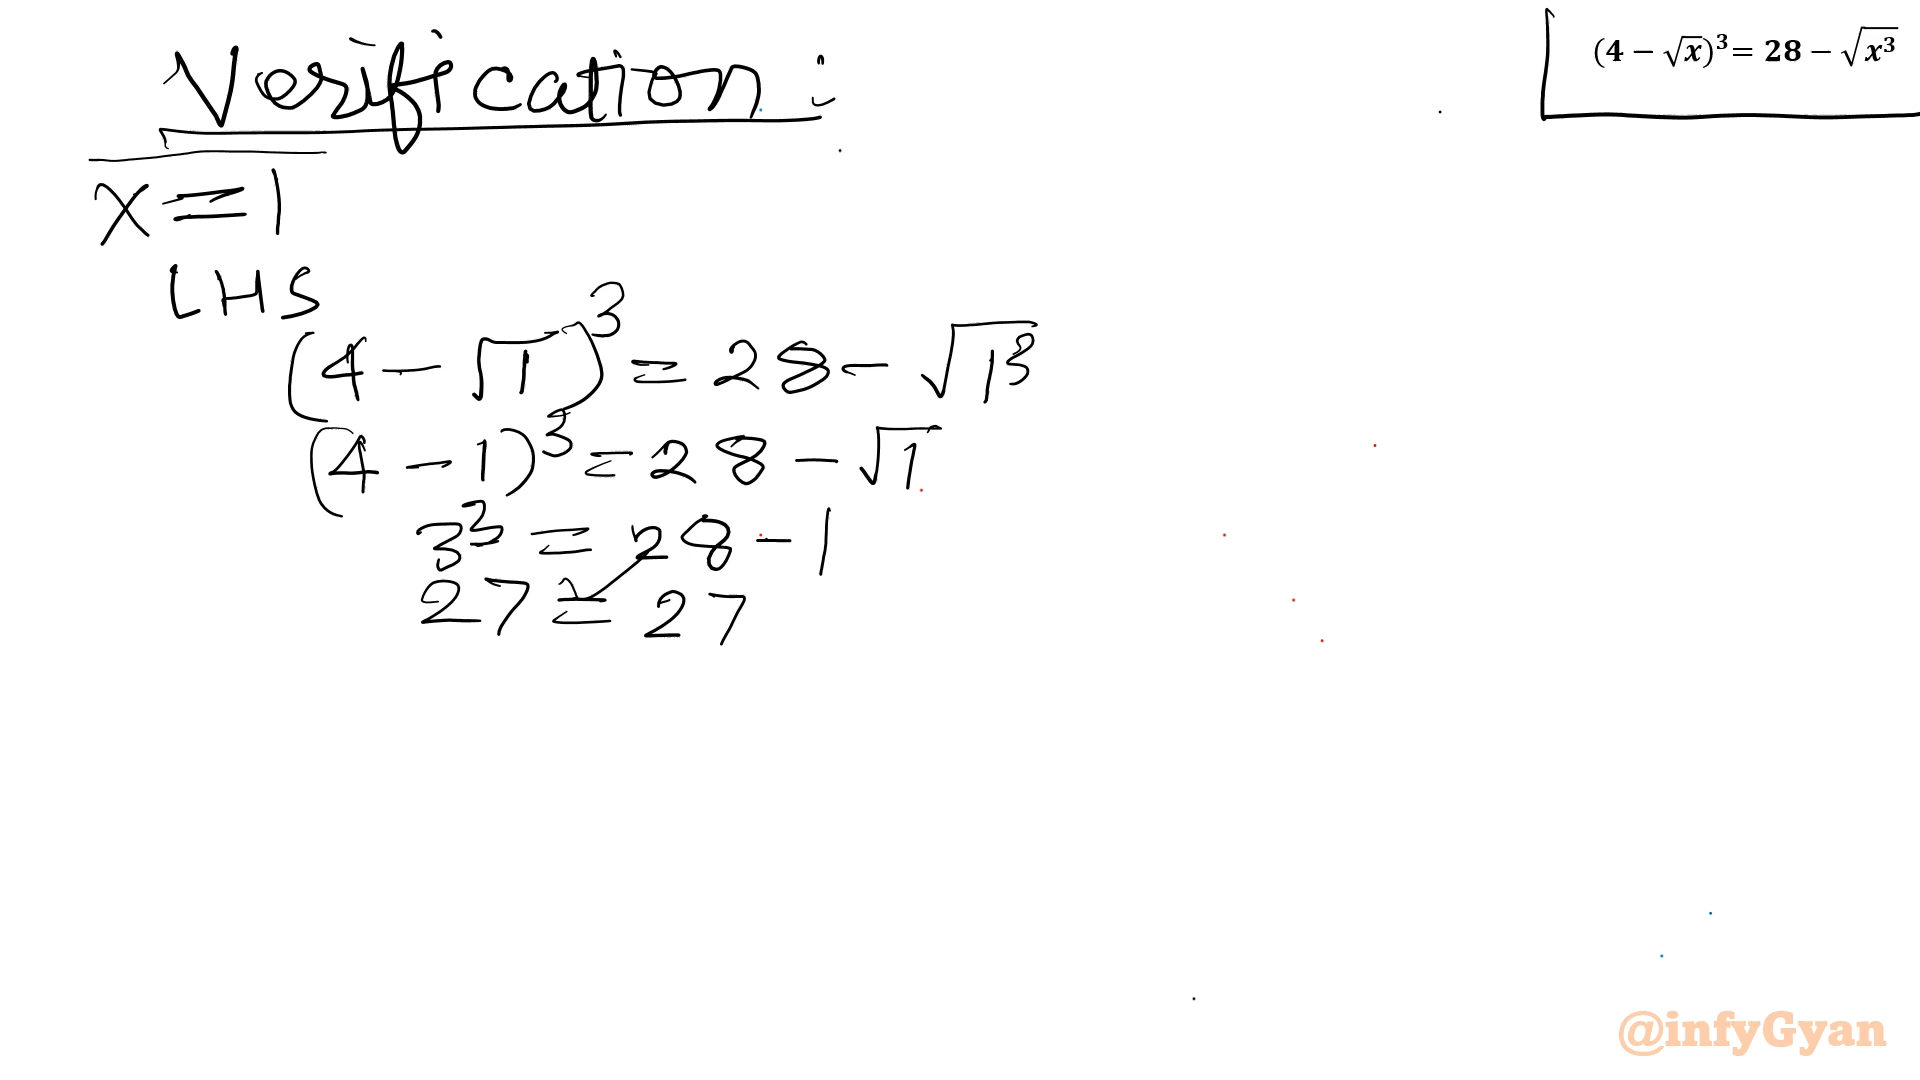 Verification :
(4 − √x)³ = 28 − √x³
x = 1
LHS
(4 − √1)³ = 28 − √1³
(4 − 1)³ = 28 − √1
3³ = 28 − 1
27 = 27
@infyGyan